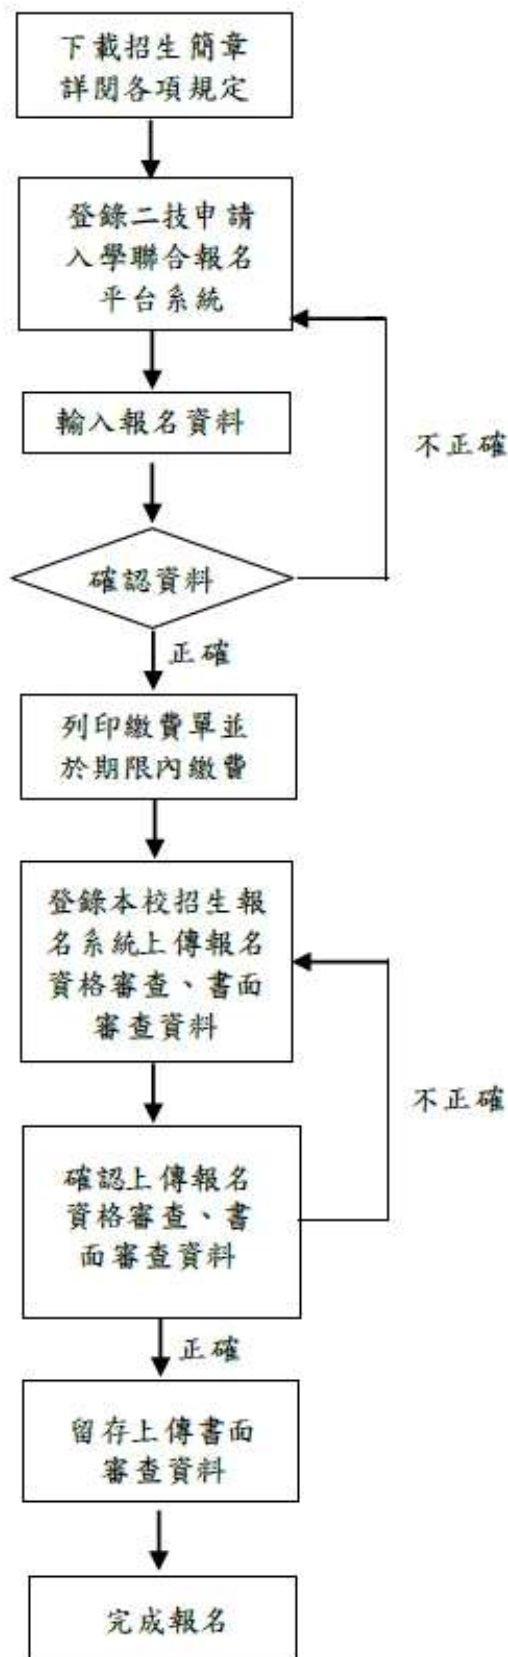 下載招生簡章
詳閱各項規定
登錄二技申請
入學聯合報名
平台系統
輸入報名資料
不正確
確認資料
正確
列印繳費單並
於期限內繳費
登錄本校招生報
名系統上傳報名
資格審查、書面
審查資料
不正確
確認上傳報名
資格審查、書
面審查資料
正確
留存上傳書面
審查資料
完成報名